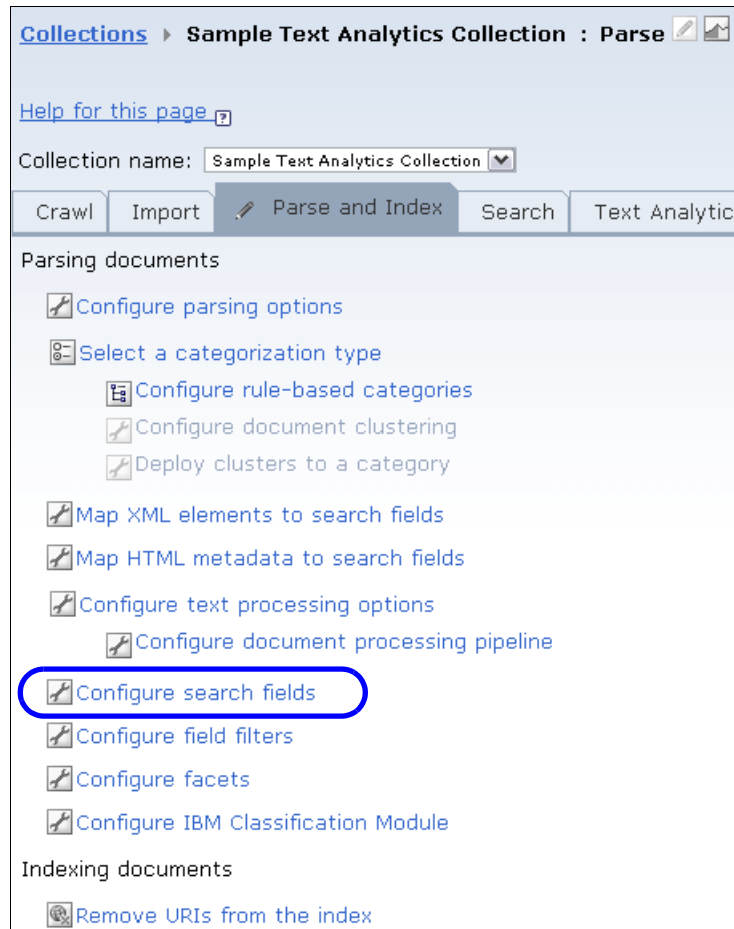 Collections ▸ Sample Text Analytics Collection : Parse
Help for this page ?
Collection name: Sample Text Analytics Collection
Crawl Import Parse and Index Search Text Analytic
Parsing documents
Configure parsing options
Select a categorization type
Configure rule-based categories
Configure document clustering
Deploy clusters to a category
Map XML elements to search fields
Map HTML metadata to search fields
Configure text processing options
Configure document processing pipeline
Configure search fields
Configure field filters
Configure facets
Configure IBM Classification Module
Indexing documents
Remove URIs from the index